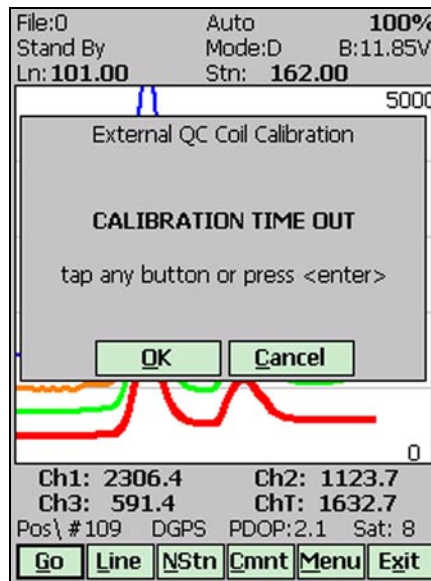 File:0 Auto 100%
Stand By Mode:D B:11.85V
Ln:101.00 Stn: 162.00
5000
External QC Coil Calibration
CALIBRATION TIME OUT
tap any button or press <enter>
OK Cancel
0
Ch1: 2306.4 Ch2: 1123.7
Ch3: 591.4 ChT: 1632.7
Pos\ #109 DGPS PDOP:2.1 Sat: 8
Go Line NStn Cmnt Menu Exit